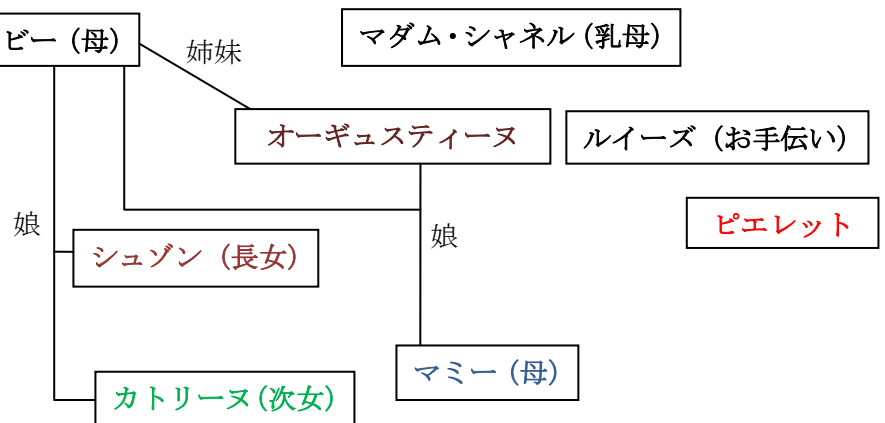 ビー（母）
マダム・シャネル（乳母）
姉妹
オーギュスティーヌ
ルイーズ（お手伝い）
娘
ピエレット
娘
シュゾン（長女）
マミー（母）
カトリーヌ（次女）